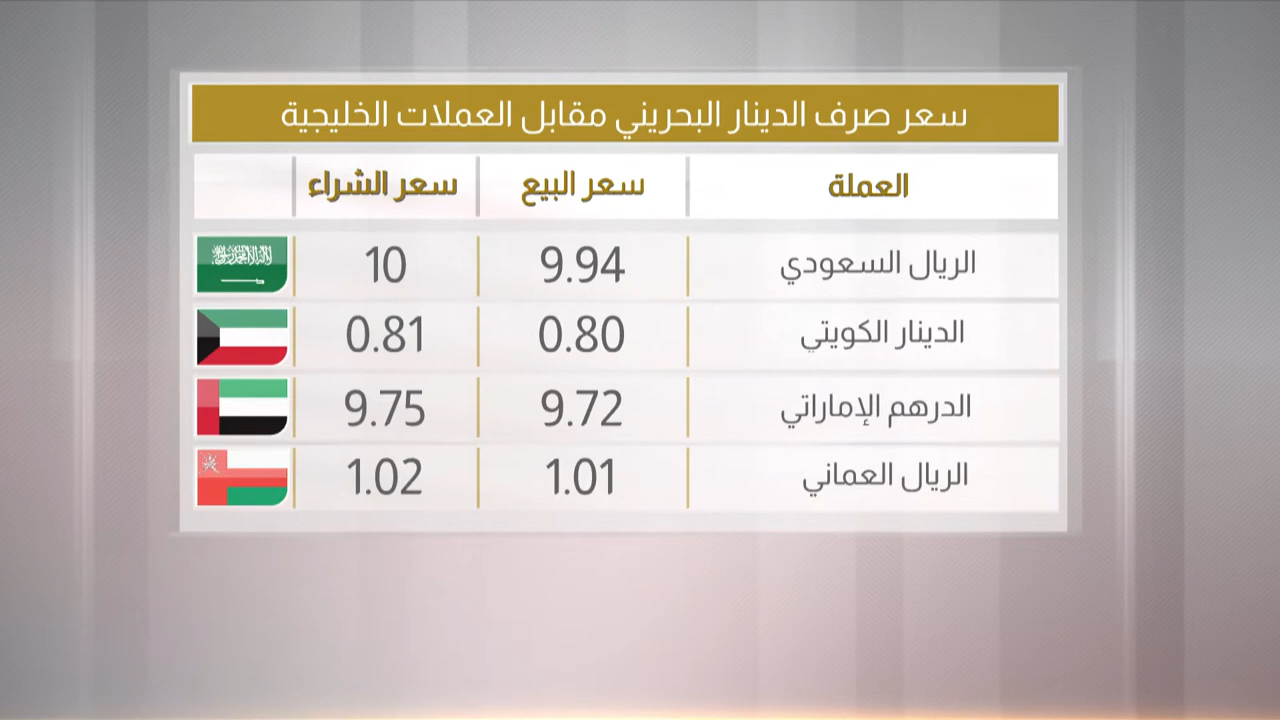 سعر صرف الدينار البحريني مقابل العملات الخليجية
العملة سعر البيع سعر الشراء
الريال السعودي 9.94 10
الدينار الكويتي 0.80 0.81
الدرهم الإماراتي 9.72 9.75
الريال العماني 1.01 1.02